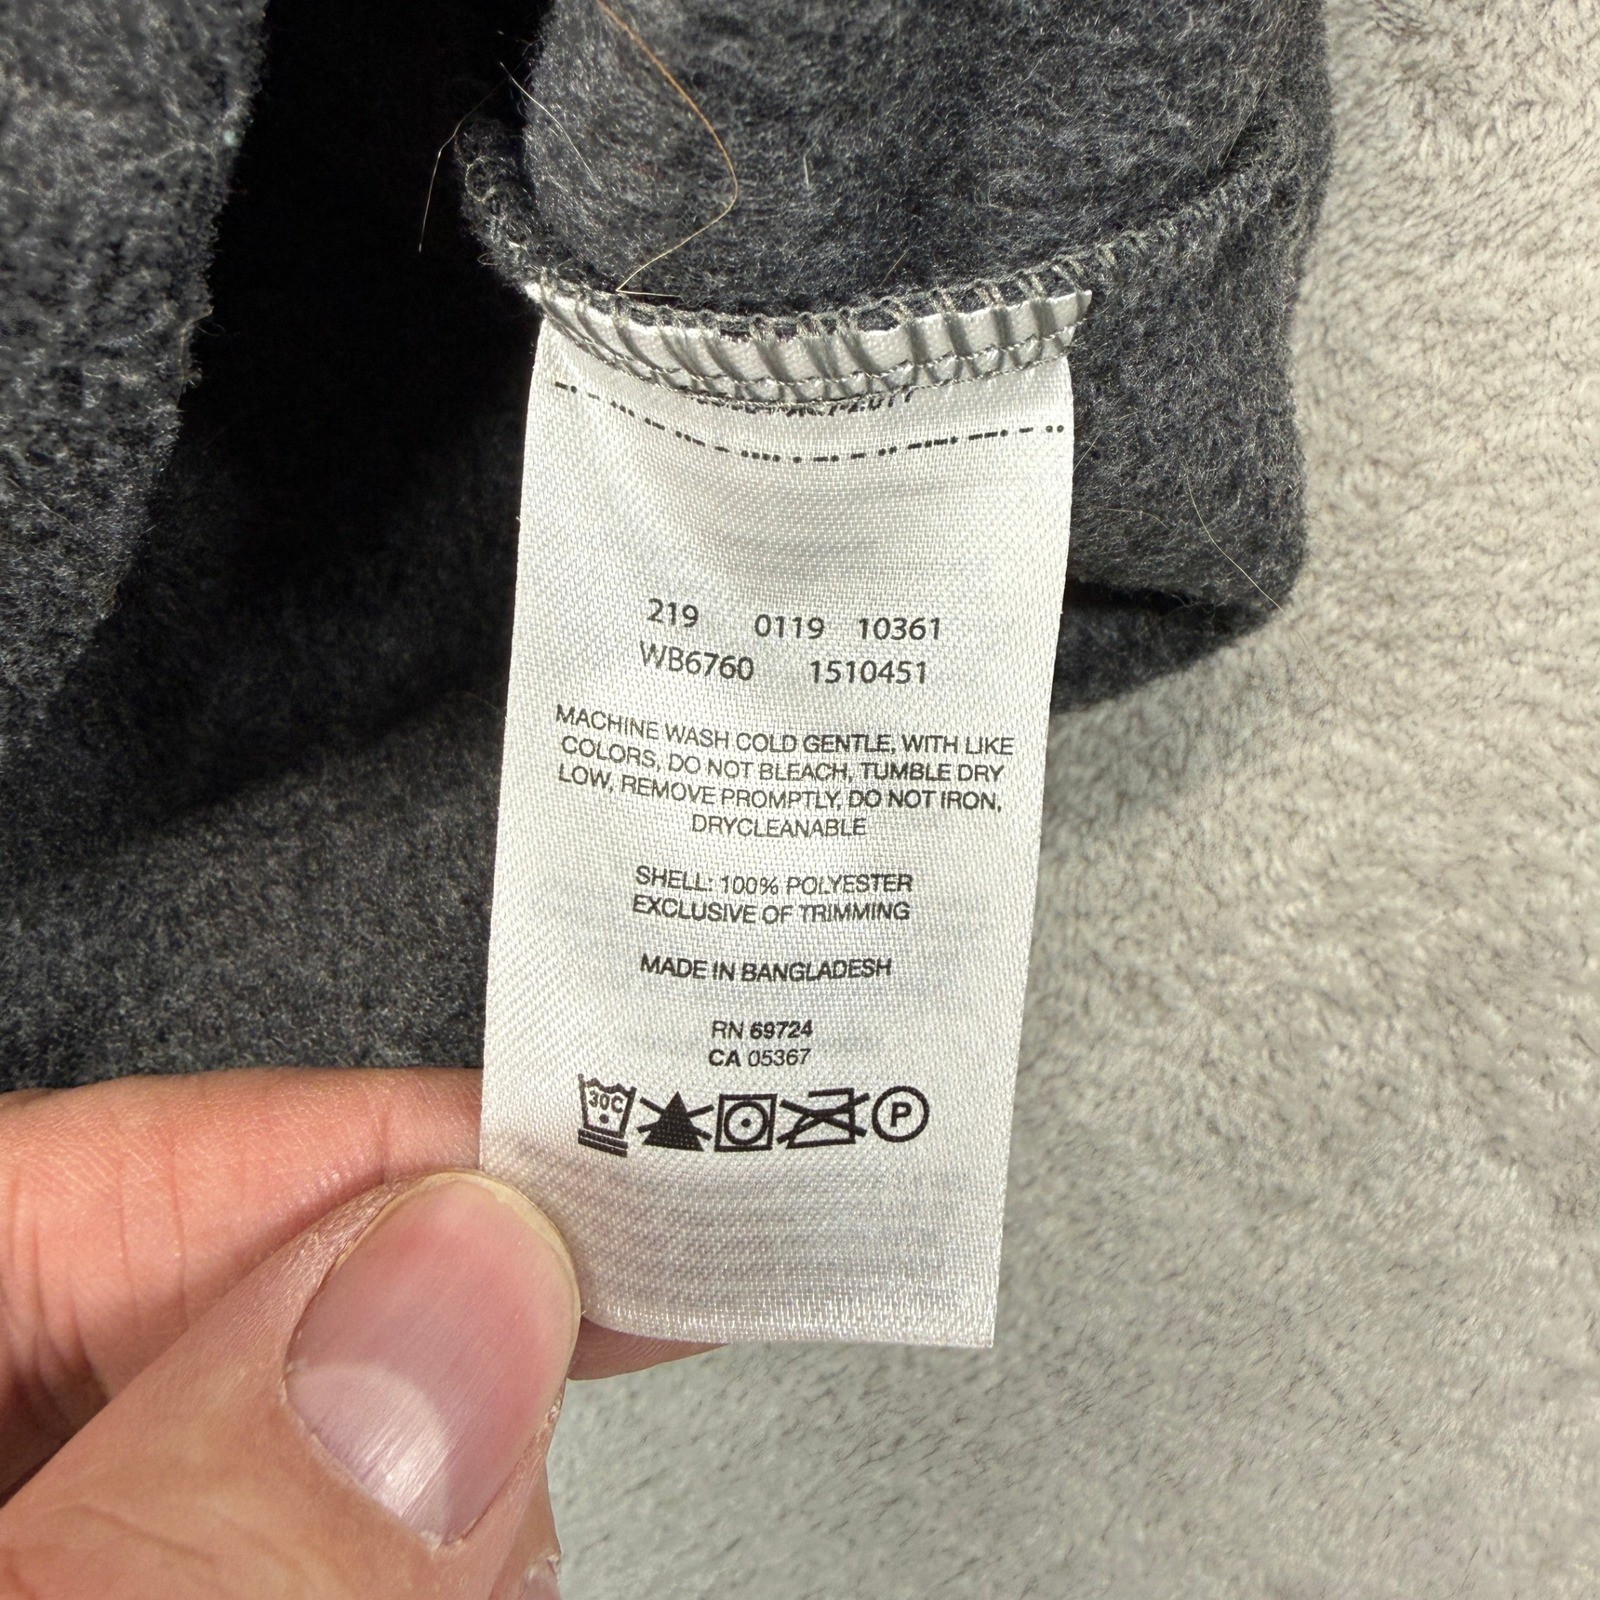 219 0119 10361
WB6760 1510451
MACHINE WASH COLD GENTLE, WITH LIKE
COLORS, DO NOT BLEACH, TUMBLE DRY
LOW, REMOVE PROMPTLY, DO NOT IRON,
DRYCLEANABLE
SHELL: 100% POLYESTER
EXCLUSIVE OF TRIMMING
MADE IN BANGLADESH
RN 69724
CA 05367
30C P